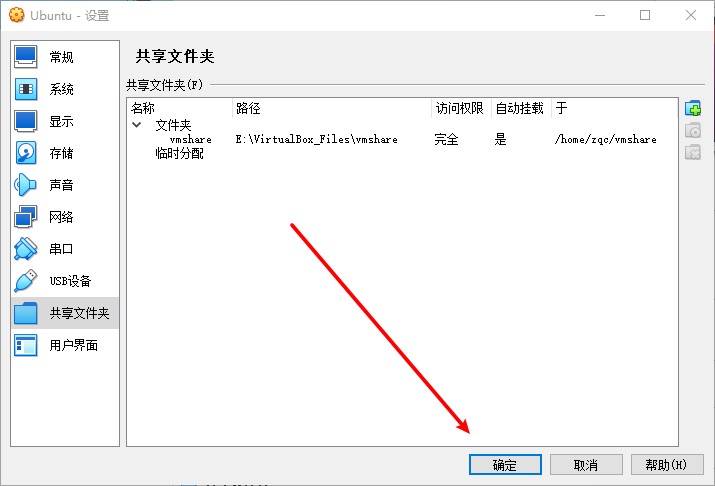 Ubuntu - 设置
常规
系统
显示
存储
声音
网络
串口
USB设备
共享文件夹
用户界面
共享文件夹
共享文件夹(F)
名称 路径 访问权限 自动挂载 于
文件夹
vmshare E:\VirtualBox_Files\vmshare 完全 是 /home/zqc/vmshare
临时分配
确定 取消 帮助(H)